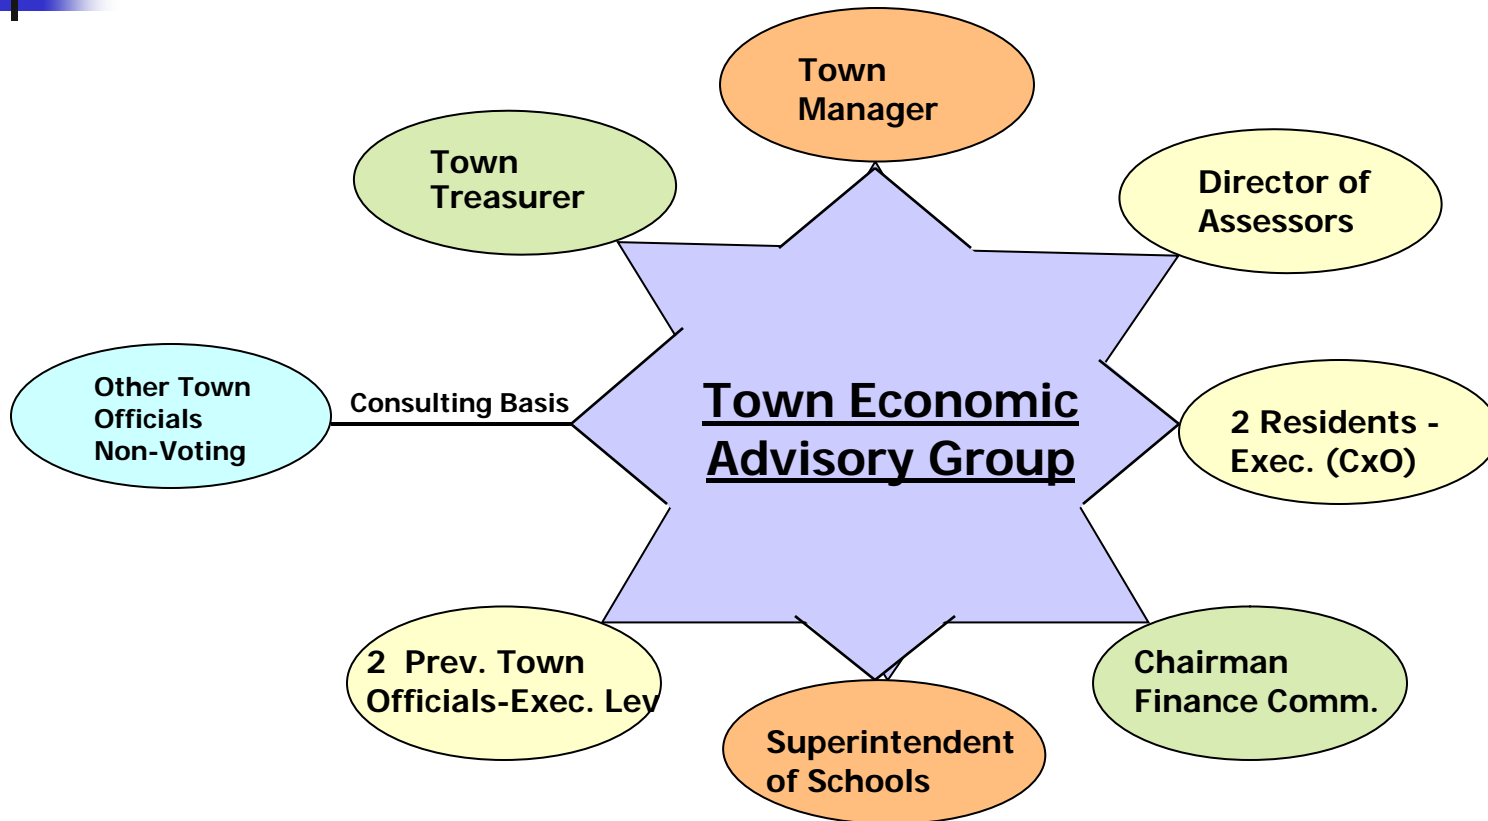 Town
Manager
Town
Treasurer
Director of
Assessors
Other Town
Officials
Non-Voting
Consulting Basis
Town Economic
Advisory Group
2 Residents -
Exec. (CxO)
2 Prev. Town
Officials-Exec. Lev
Superintendent
of Schools
Chairman
Finance Comm.